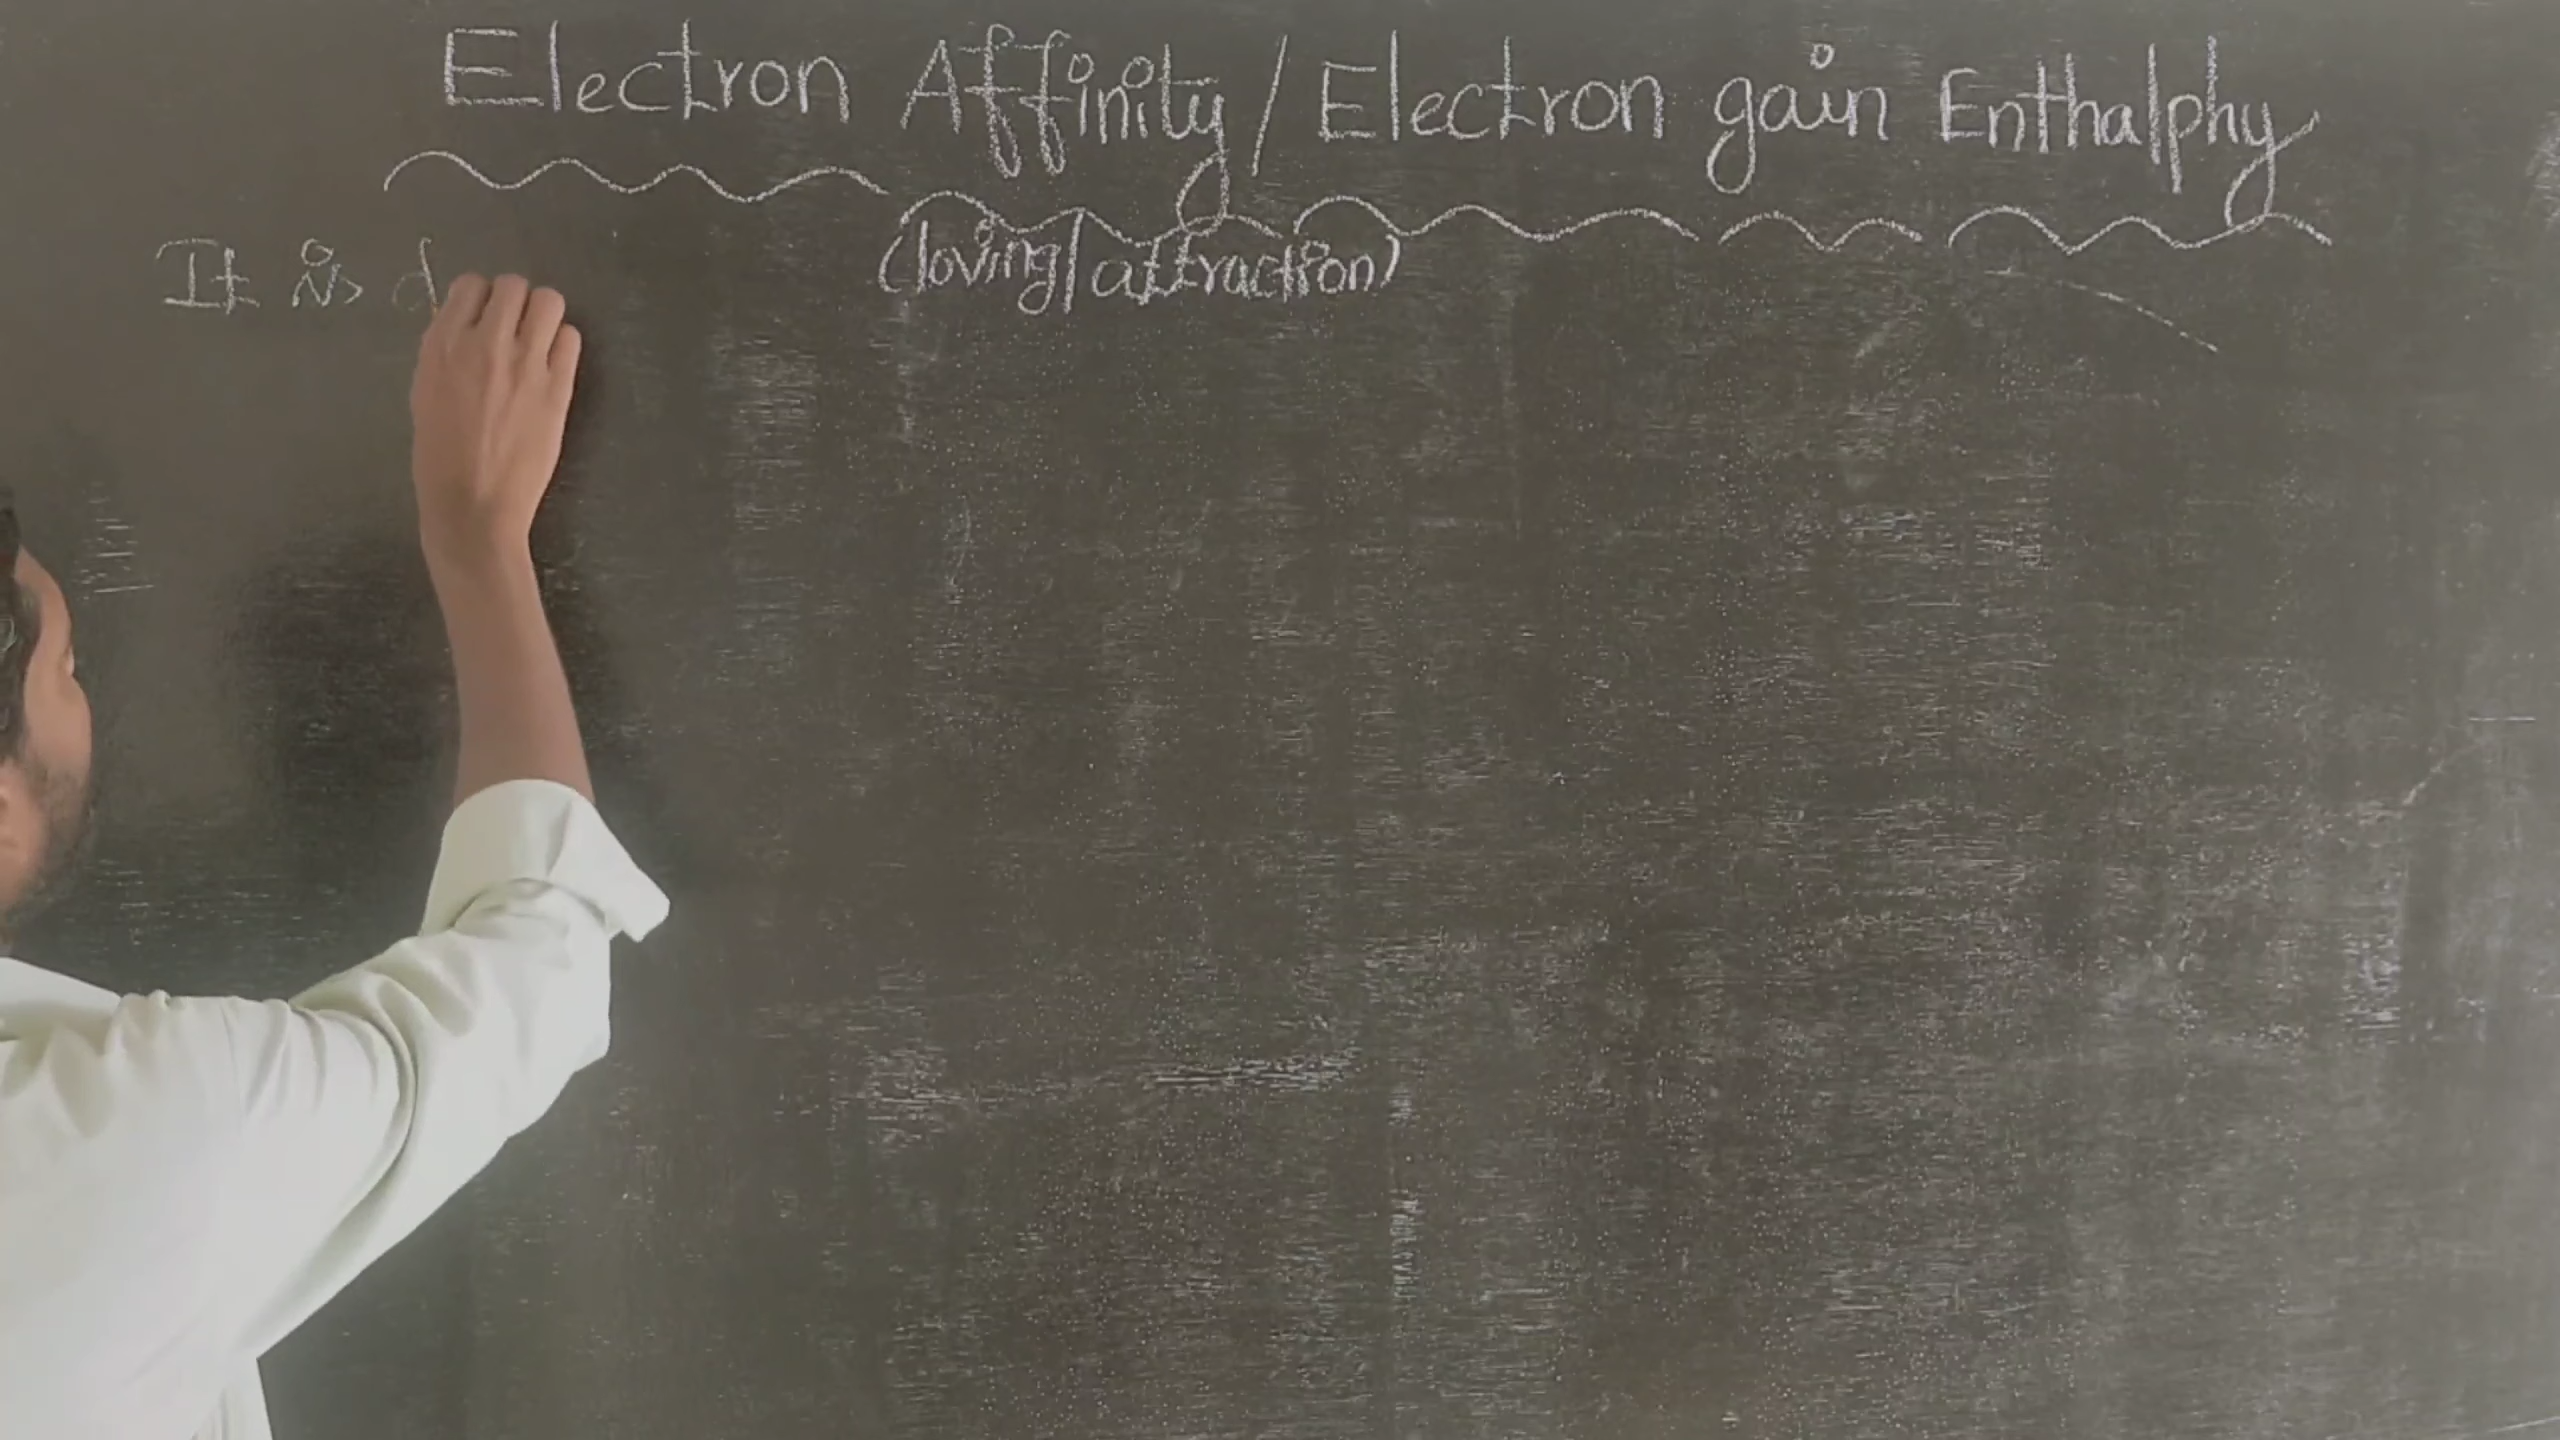 Electron Affinity/Electron gain Enthalphy
(loving/attraction)
It is d